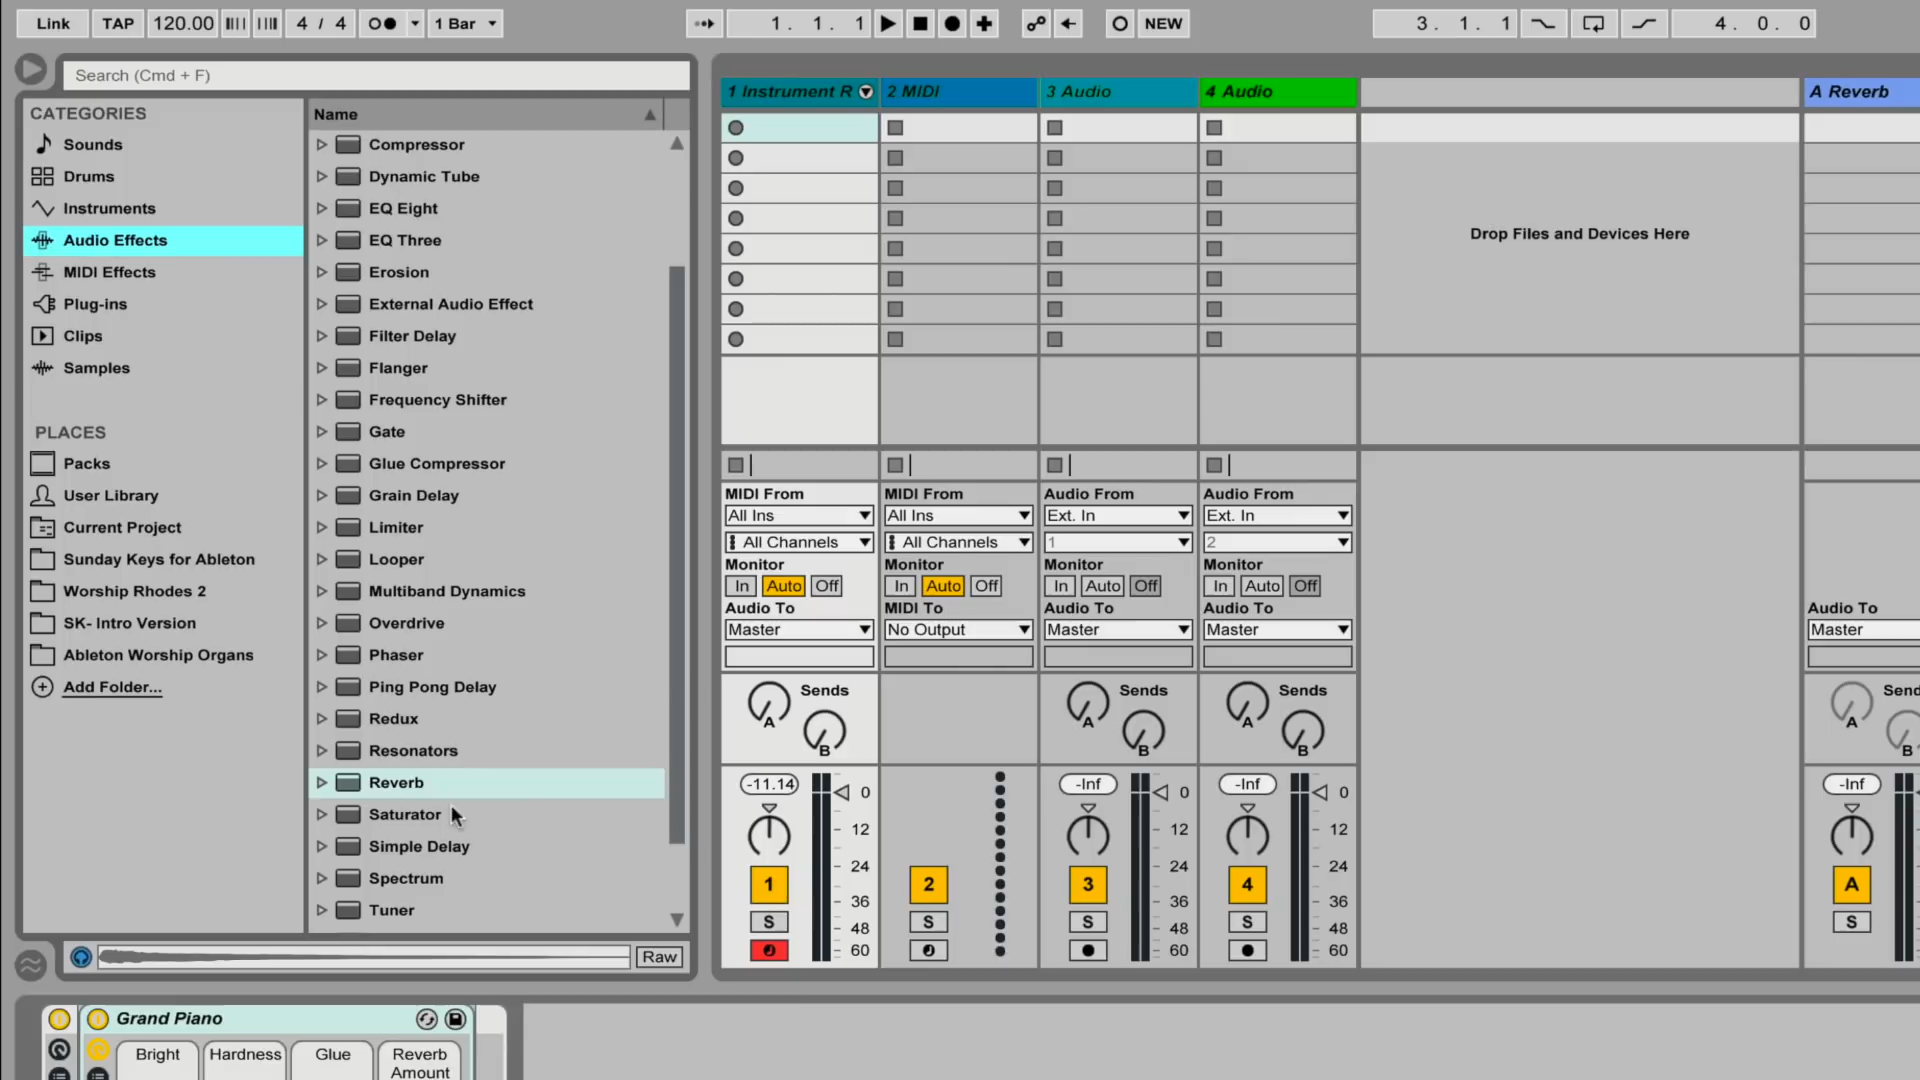 Link TAP 120.00 4 / 4 1 Bar 1. 1. 1 NEW 3. 1. 1 4. 0. 0
Search (Cmd + F)
CATEGORIES
Sounds
Drums
Instruments
Audio Effects
MIDI Effects
Plug-ins
Clips
Samples
PLACES
Packs
User Library
Current Project
Sunday Keys for Ableton
Worship Rhodes 2
SK- Intro Version
Ableton Worship Organs
Add Folder...
Name
Compressor
Dynamic Tube
EQ Eight
EQ Three
Erosion
External Audio Effect
Filter Delay
Flanger
Frequency Shifter
Gate
Glue Compressor
Grain Delay
Limiter
Looper
Multiband Dynamics
Overdrive
Phaser
Ping Pong Delay
Redux
Resonators
Reverb
Saturator
Simple Delay
Spectrum
Tuner
Raw
1 Instrument R 2 MIDI 3 Audio 4 Audio A Reverb
Drop Files and Devices Here
MIDI From MIDI From Audio From Audio From
All Ins All Ins Ext. In Ext. In
All Channels All Channels 1 2
Monitor Monitor Monitor Monitor
In Auto Off In Auto Off In Auto Off In Auto Off
Audio To MIDI To Audio To Audio To Audio To
Master No Output Master Master Master
Sends Sends Sends Send
A A A A
B B B B
-11.14 0 -Inf 0 -Inf 0 -Inf
12 12 12
24 24 24
1 2 3 4 A
36 36 36
S S S S S
48 48 48
60 60 60
Grand Piano
Bright Hardness Glue Reverb
Amount